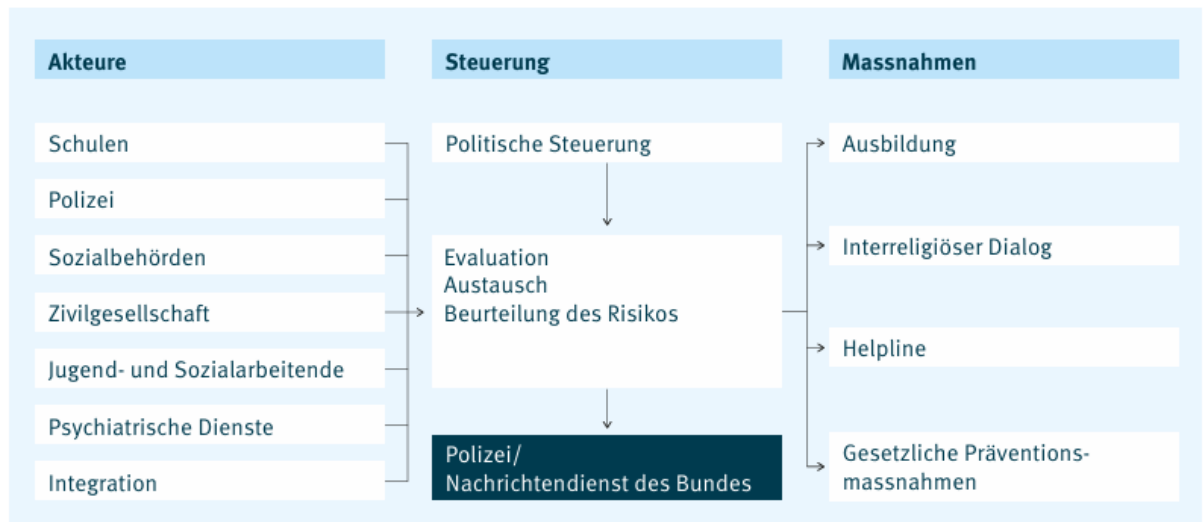 Akteure
Schulen
Polizei
Sozialbehörden
Zivilgesellschaft
Jugend- und Sozialarbeitende
Psychiatrische Dienste
Integration
Steuerung
Politische Steuerung
Evaluation
Austausch
Beurteilung des Risikos
Polizei/
Nachrichtendienst des Bundes
Massnahmen
Ausbildung
Interreligiöser Dialog
Helpline
Gesetzliche Präventions-
massnahmen